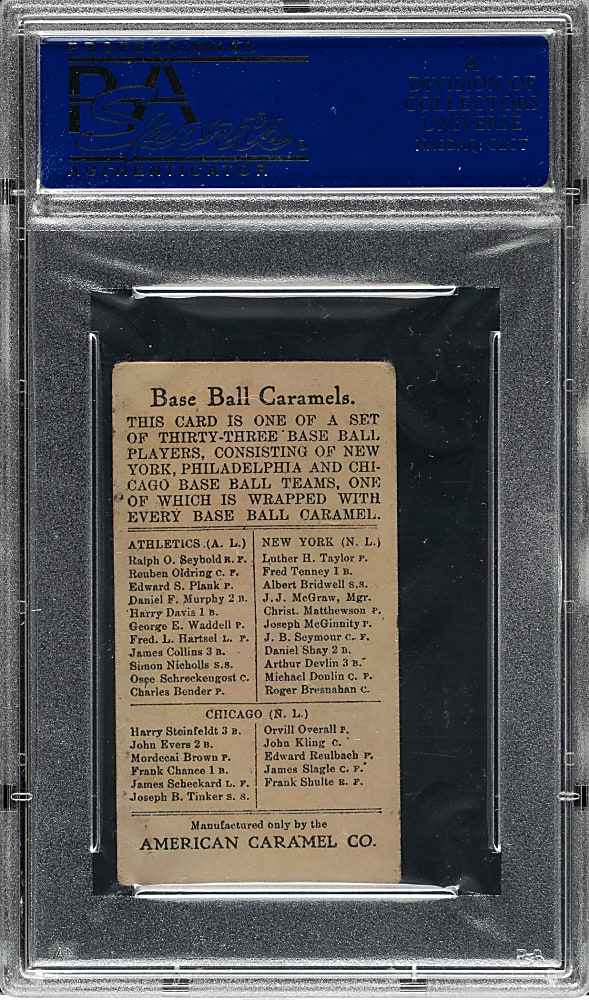 PROFESSIONAL
PSA
Sports®
AUTHENTICATOR
A
DIVISION OF
COLLECTORS
UNIVERSE
NASDAQ: CLCT
Base Ball Caramels.
THIS CARD IS ONE OF A SET
OF THIRTY-THREE BASE BALL
PLAYERS, CONSISTING OF NEW
YORK, PHILADELPHIA AND CHI-
CAGO BASE BALL TEAMS, ONE
OF WHICH IS WRAPPED WITH
EVERY BASE BALL CARAMEL.
ATHLETICS (A. L.)
Ralph O. Seybold R. F.
Reuben Oldring C. F.
Edward S. Plank P.
Daniel F. Murphy 2 B.
Harry Davis 1 B.
George E. Waddell P.
Fred. L. Hartsel L. F.
James Collins 3 B.
Simon Nicholls S.S.
Osee Schreckengost C.
Charles Bender P.
NEW YORK (N. L.)
Luther H. Taylor P.
Fred Tenney 1 B.
Albert Bridwell S.S.
J. J. McGraw, Mgr.
Christ. Matthewson P.
Joseph McGinnity P.
J. B. Seymour C. F.
Daniel Shay 2 B.
Arthur Devlin 3 B.
Michael Donlin C. F.
Roger Bresnahan C.
CHICAGO (N. L.)
Harry Steinfeldt 3 B.
John Evers 2 B.
Mordecai Brown P.
Frank Chance 1 B.
James Scheckard L. F.
Joseph B. Tinker S. S.
Orvill Overall P.
John Kling C.
Edward Reulbach P.
James Slagle C. F.
Frank Shulte R. F.
Manufactured only by the
AMERICAN CARAMEL CO.
PSA